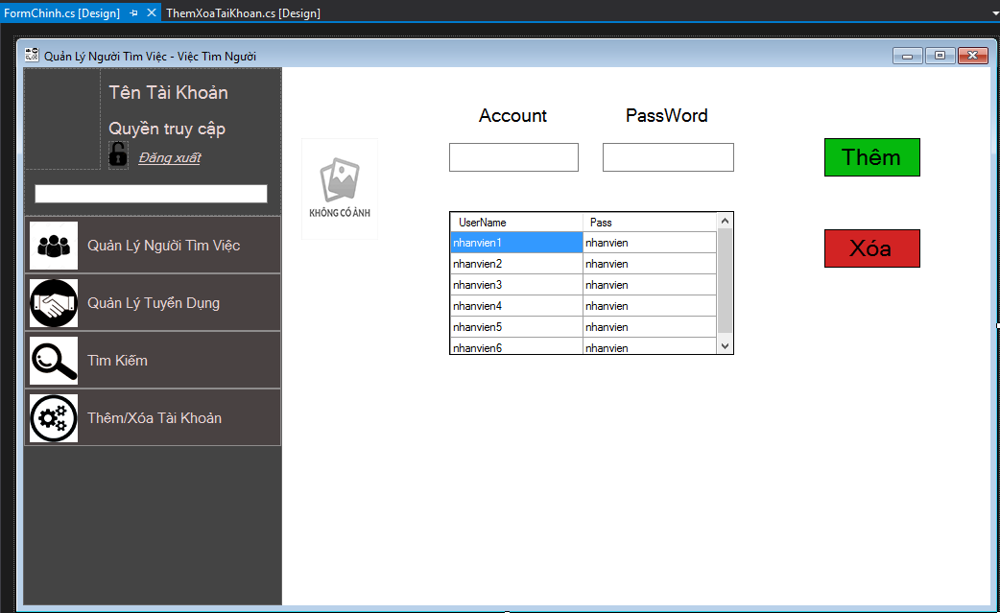 FormChinh.cs [Design]
ThemXoaTaiKhoan.cs [Design]
Quản Lý Người Tìm Việc - Việc Tìm Người
Tên Tài Khoản
Quyền truy cập
Đăng xuất
Quản Lý Người Tìm Việc
Quản Lý Tuyển Dụng
Tìm Kiếm
Thêm/Xóa Tài Khoản
KHÔNG CÓ ẢNH
Account PassWord
Thêm
Xóa
UserName Pass
nhanvien1 nhanvien
nhanvien2 nhanvien
nhanvien3 nhanvien
nhanvien4 nhanvien
nhanvien5 nhanvien
nhanvien6 nhanvien